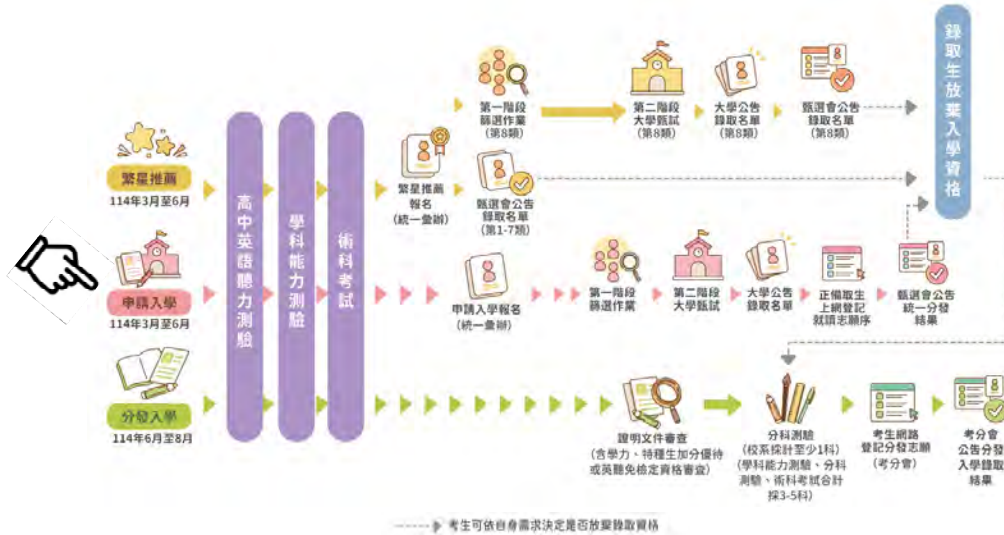 錄取生放棄入學資格
第一階段
篩選作業
(第8類)
第二階段
大學甄試
(第8類)
大學公告
錄取名單
(第8類)
甄選會公告
錄取名單
(第8類)
繁星推薦
114年3月至6月
高中英語聽力測驗
學科能力測驗
術科考試
繁星推薦
報名
(統一彙辦)
甄選會公告
錄取名單
(第1-7類)
申請入學
114年3月至6月
申請入學報名
(統一彙辦)
第一階段
篩選作業
第二階段
大學甄試
大學公告
錄取名單
正備取生
上網登記
就讀志願序
甄選會公告
統一分發
結果
分發入學
114年6月至8月
證明文件審查
(含學力、特種生加分優待
或英聽免檢定資格審查)
分科測驗
(校系採計至少1科)
(學科能力測驗、分科
測驗、術科考試合計
採3-5科)
考生網路
登記分發志願
(考分會)
考分會
公告分發
入學錄取
結果
考生可依自身需求決定是否放棄錄取資格